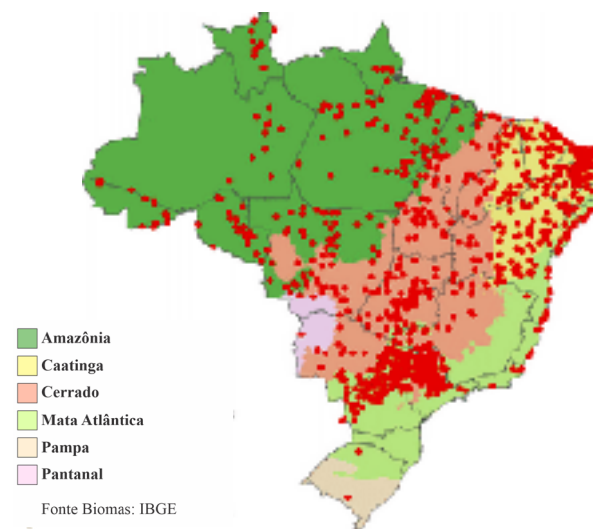 Amazônia
Caatinga
Cerrado
Mata Atlântica
Pampa
Pantanal
Fonte Biomas: IBGE